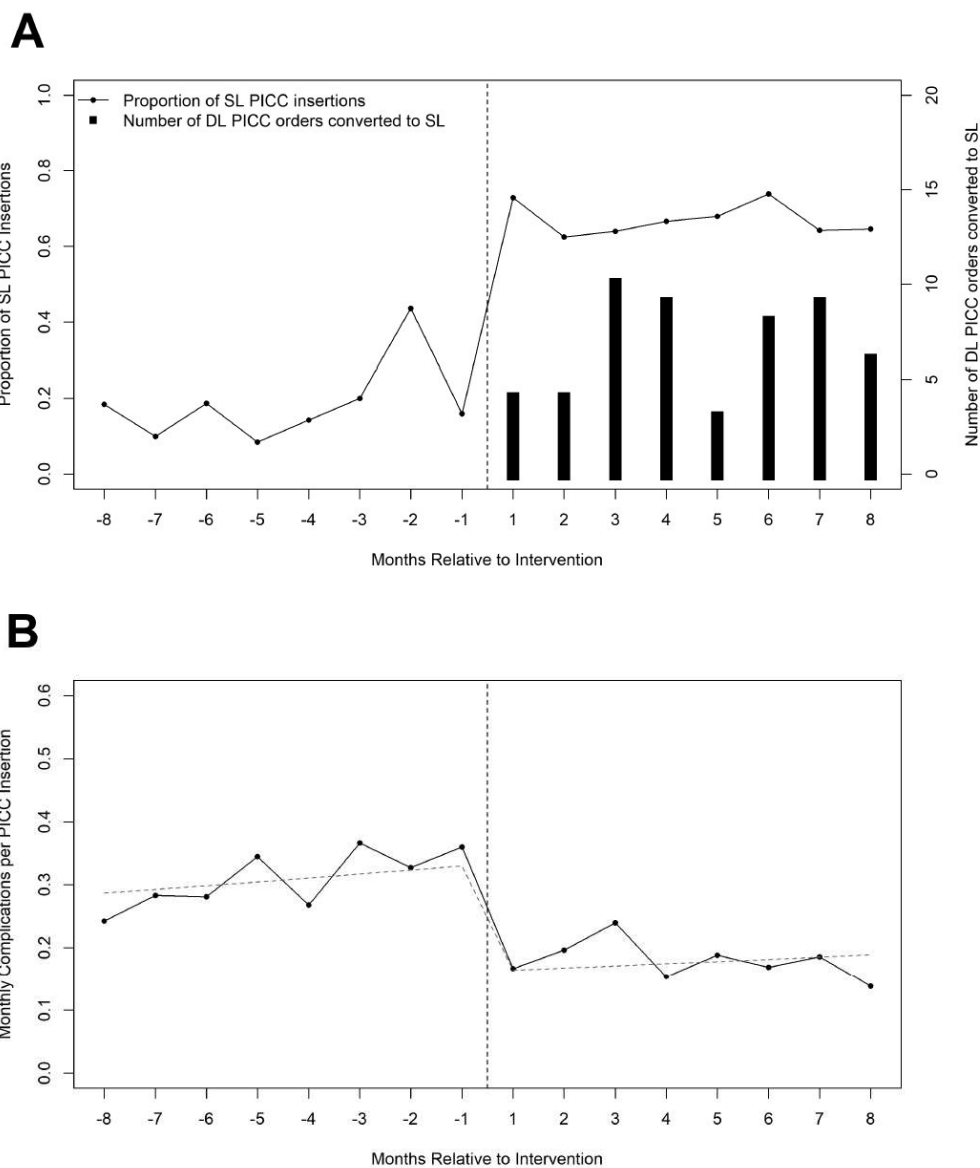 A
Proportion of SL PICC insertions
Number of DL PICC orders converted to SL
Proportion of SL PICC Insertions
0.0 0.2 0.4 0.6 0.8 1.0
Number of DL PICC orders converted to SL
0 5 10 15 20
-8 -7 -6 -5 -4 -3 -2 -1 1 2 3 4 5 6 7 8
Months Relative to Intervention
B
Monthly Complications per PICC Insertion
0.0 0.1 0.2 0.3 0.4 0.5 0.6
-8 -7 -6 -5 -4 -3 -2 -1 1 2 3 4 5 6 7 8
Months Relative to Intervention